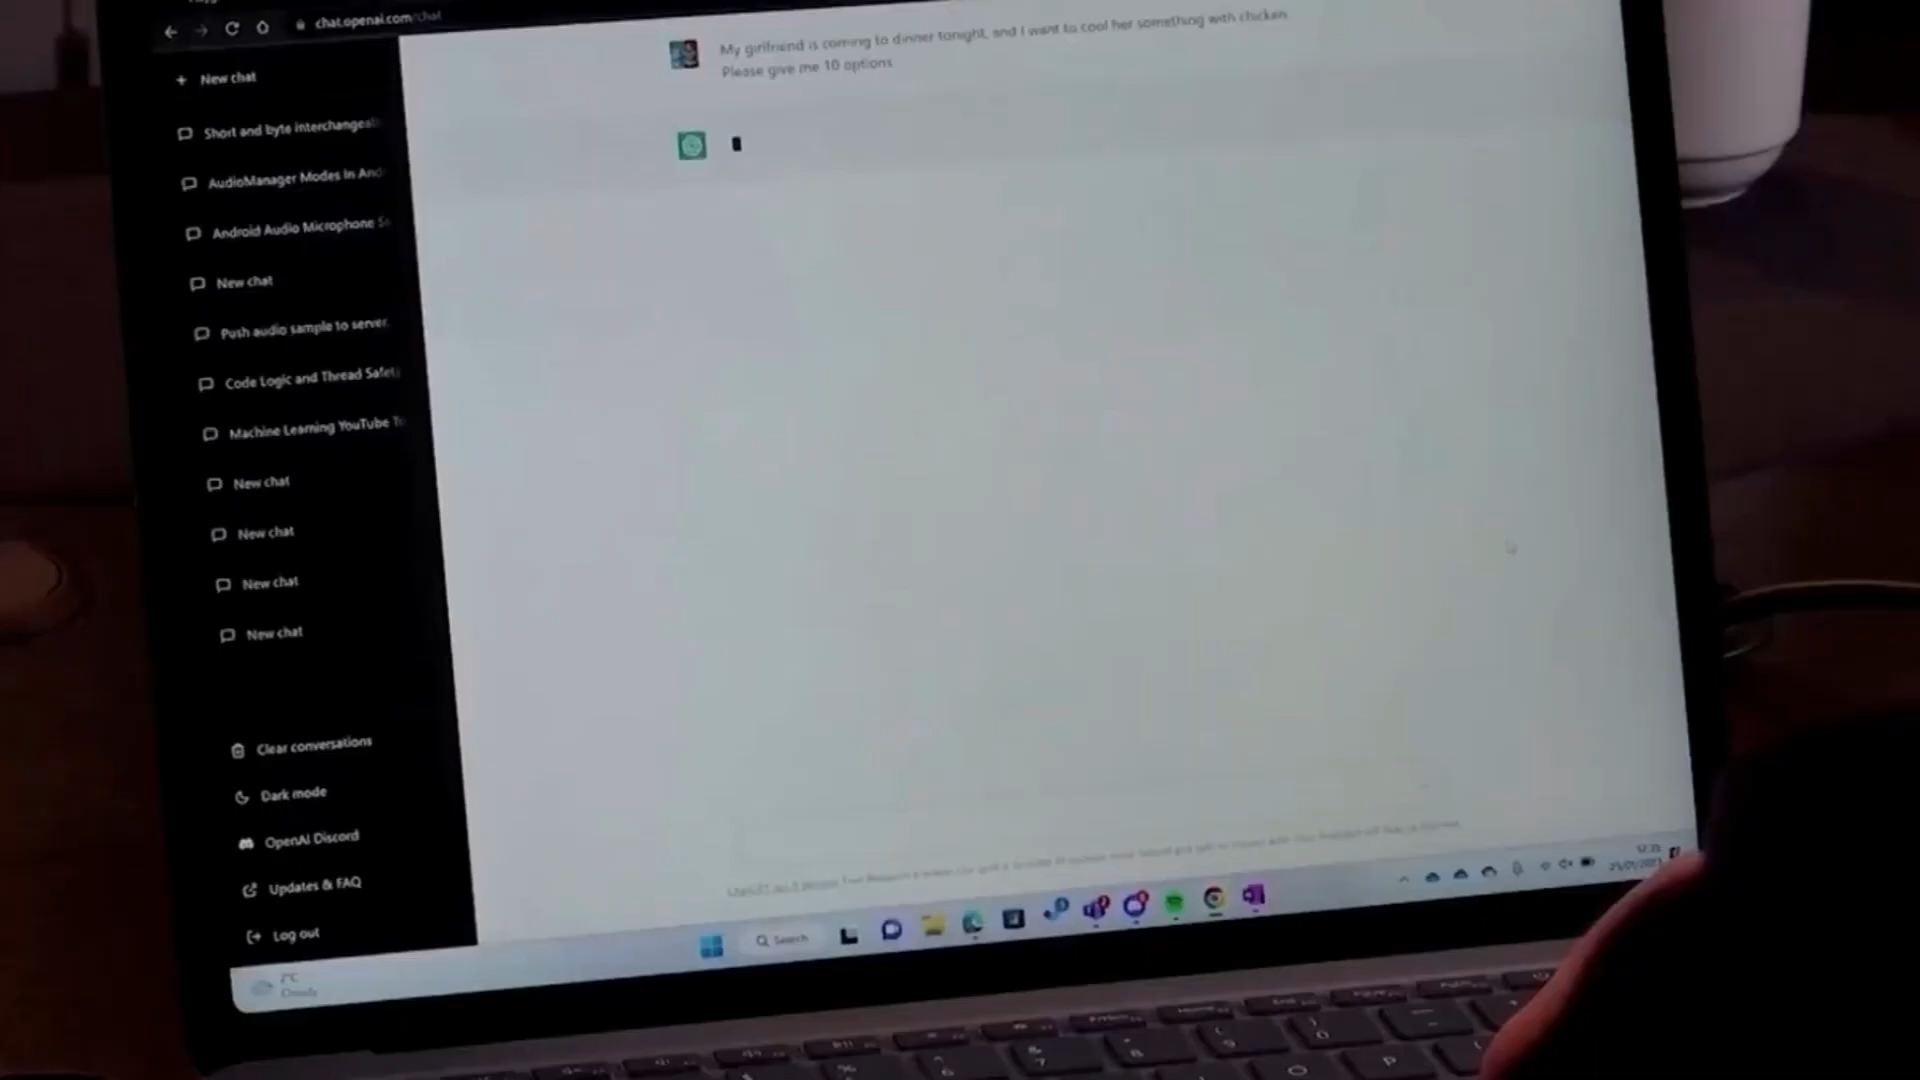 chat.openai.com/chat
New chat
Short and byte interchangeal
AudioManager Modes in And
Android Audio Microphone S
New chat
Push audio sample to server.
Code Logic and Thread Safet
Machine Learning YouTube T
New chat
New chat
New chat
New chat
Clear conversations
Dark mode
OpenAI Discord
Updates & FAQ
Log out
My girlfriend is coming to dinner tonight, and I want to cool her something with chicken.
Please give me 10 options
2°C
Cloudy
Search